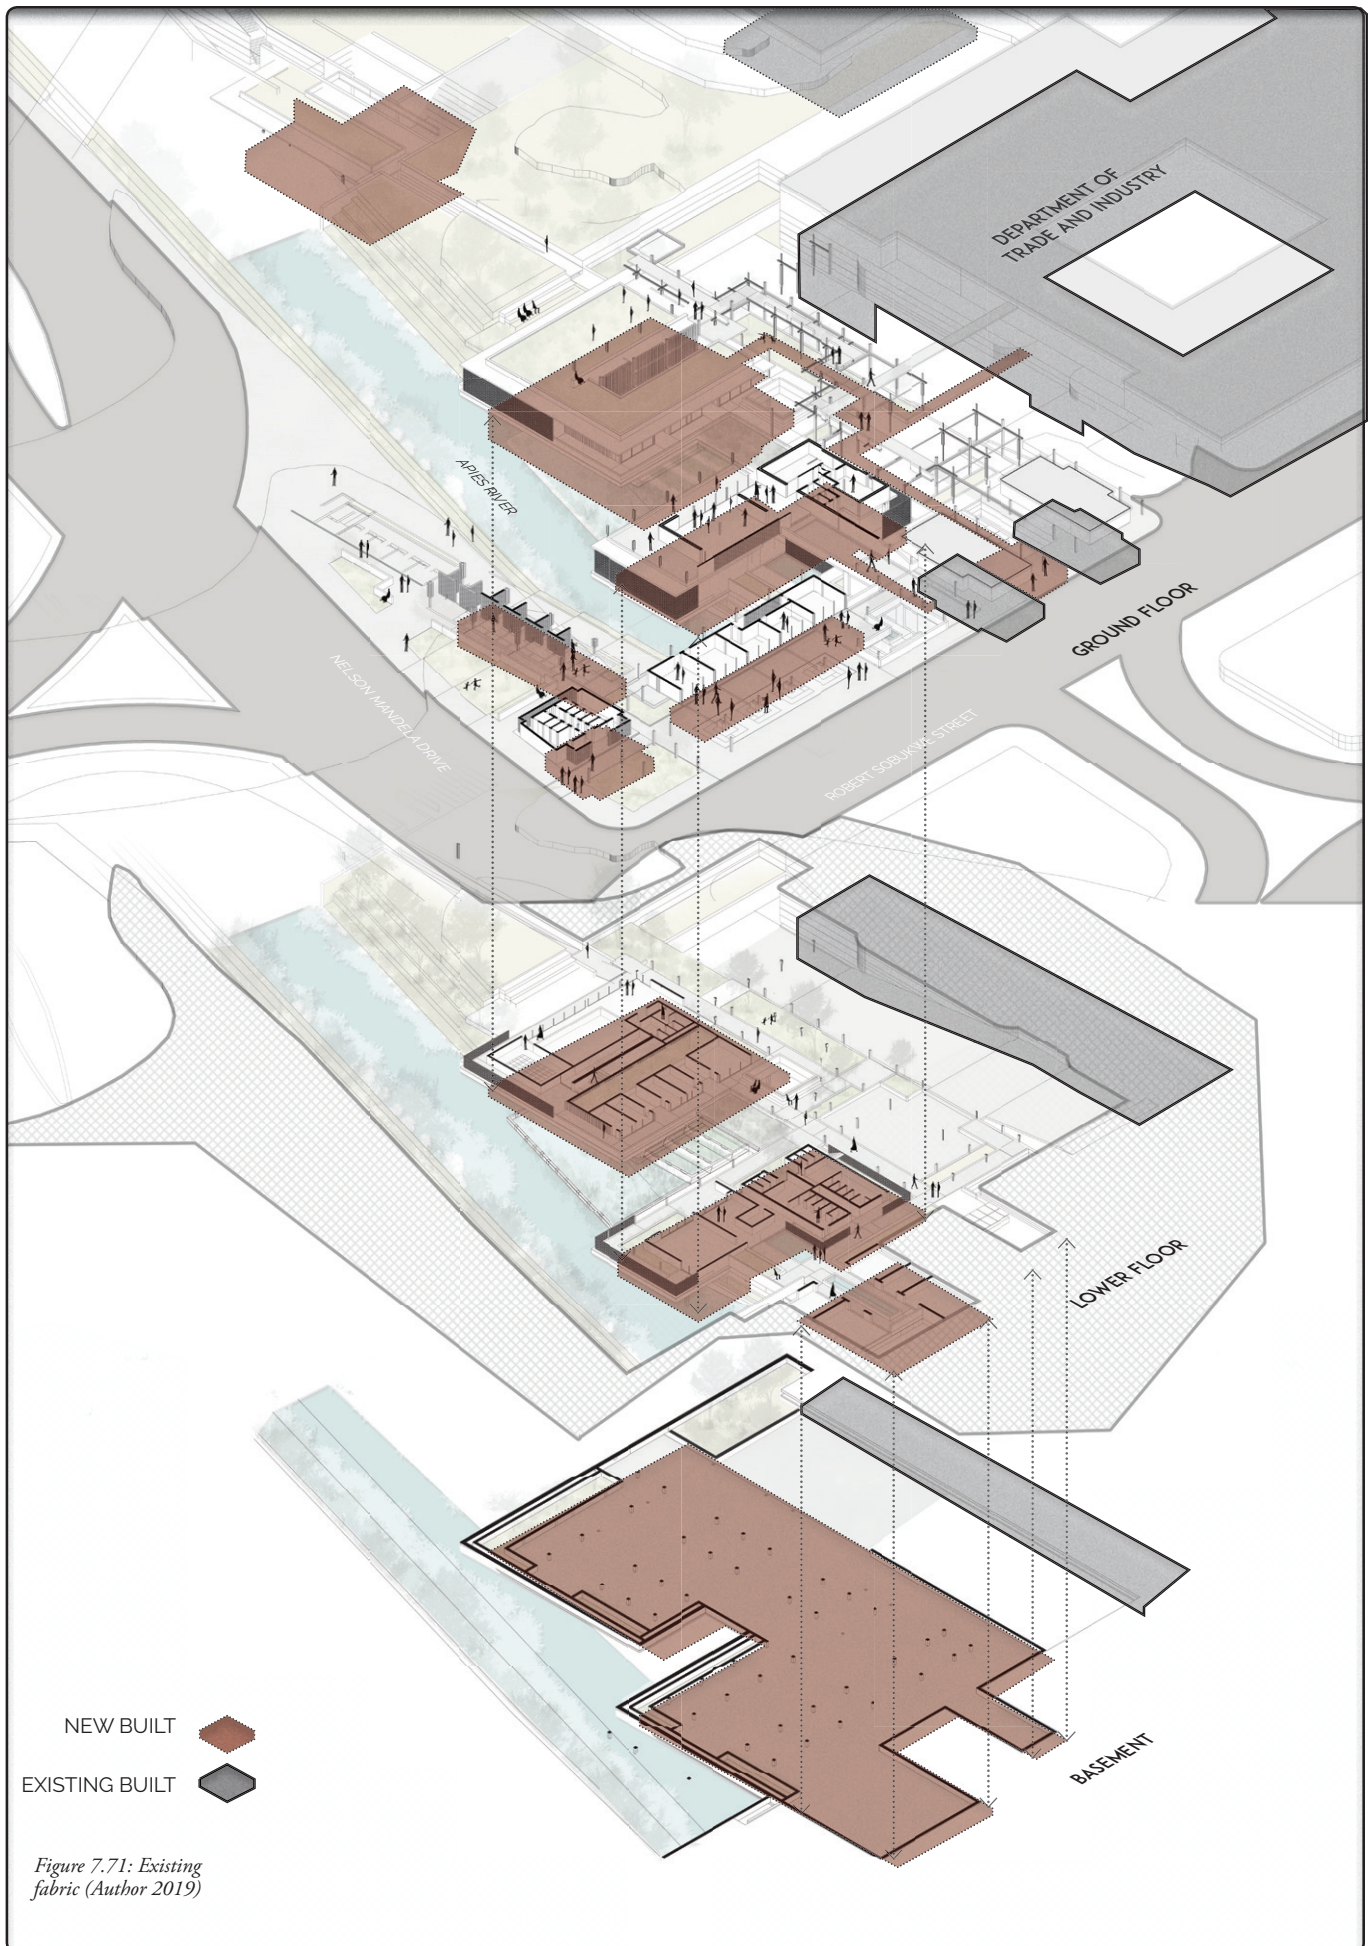 DEPARTMENT OF
TRADE AND INDUSTRY
APIES RIVER
GROUND FLOOR
NELSON MANDELA DRIVE
ROBERT SOBUKWE STREET
LOWER FLOOR
BASEMENT
NEW BUILT
EXISTING BUILT
Figure 7.71: Existing
fabric (Author 2019)